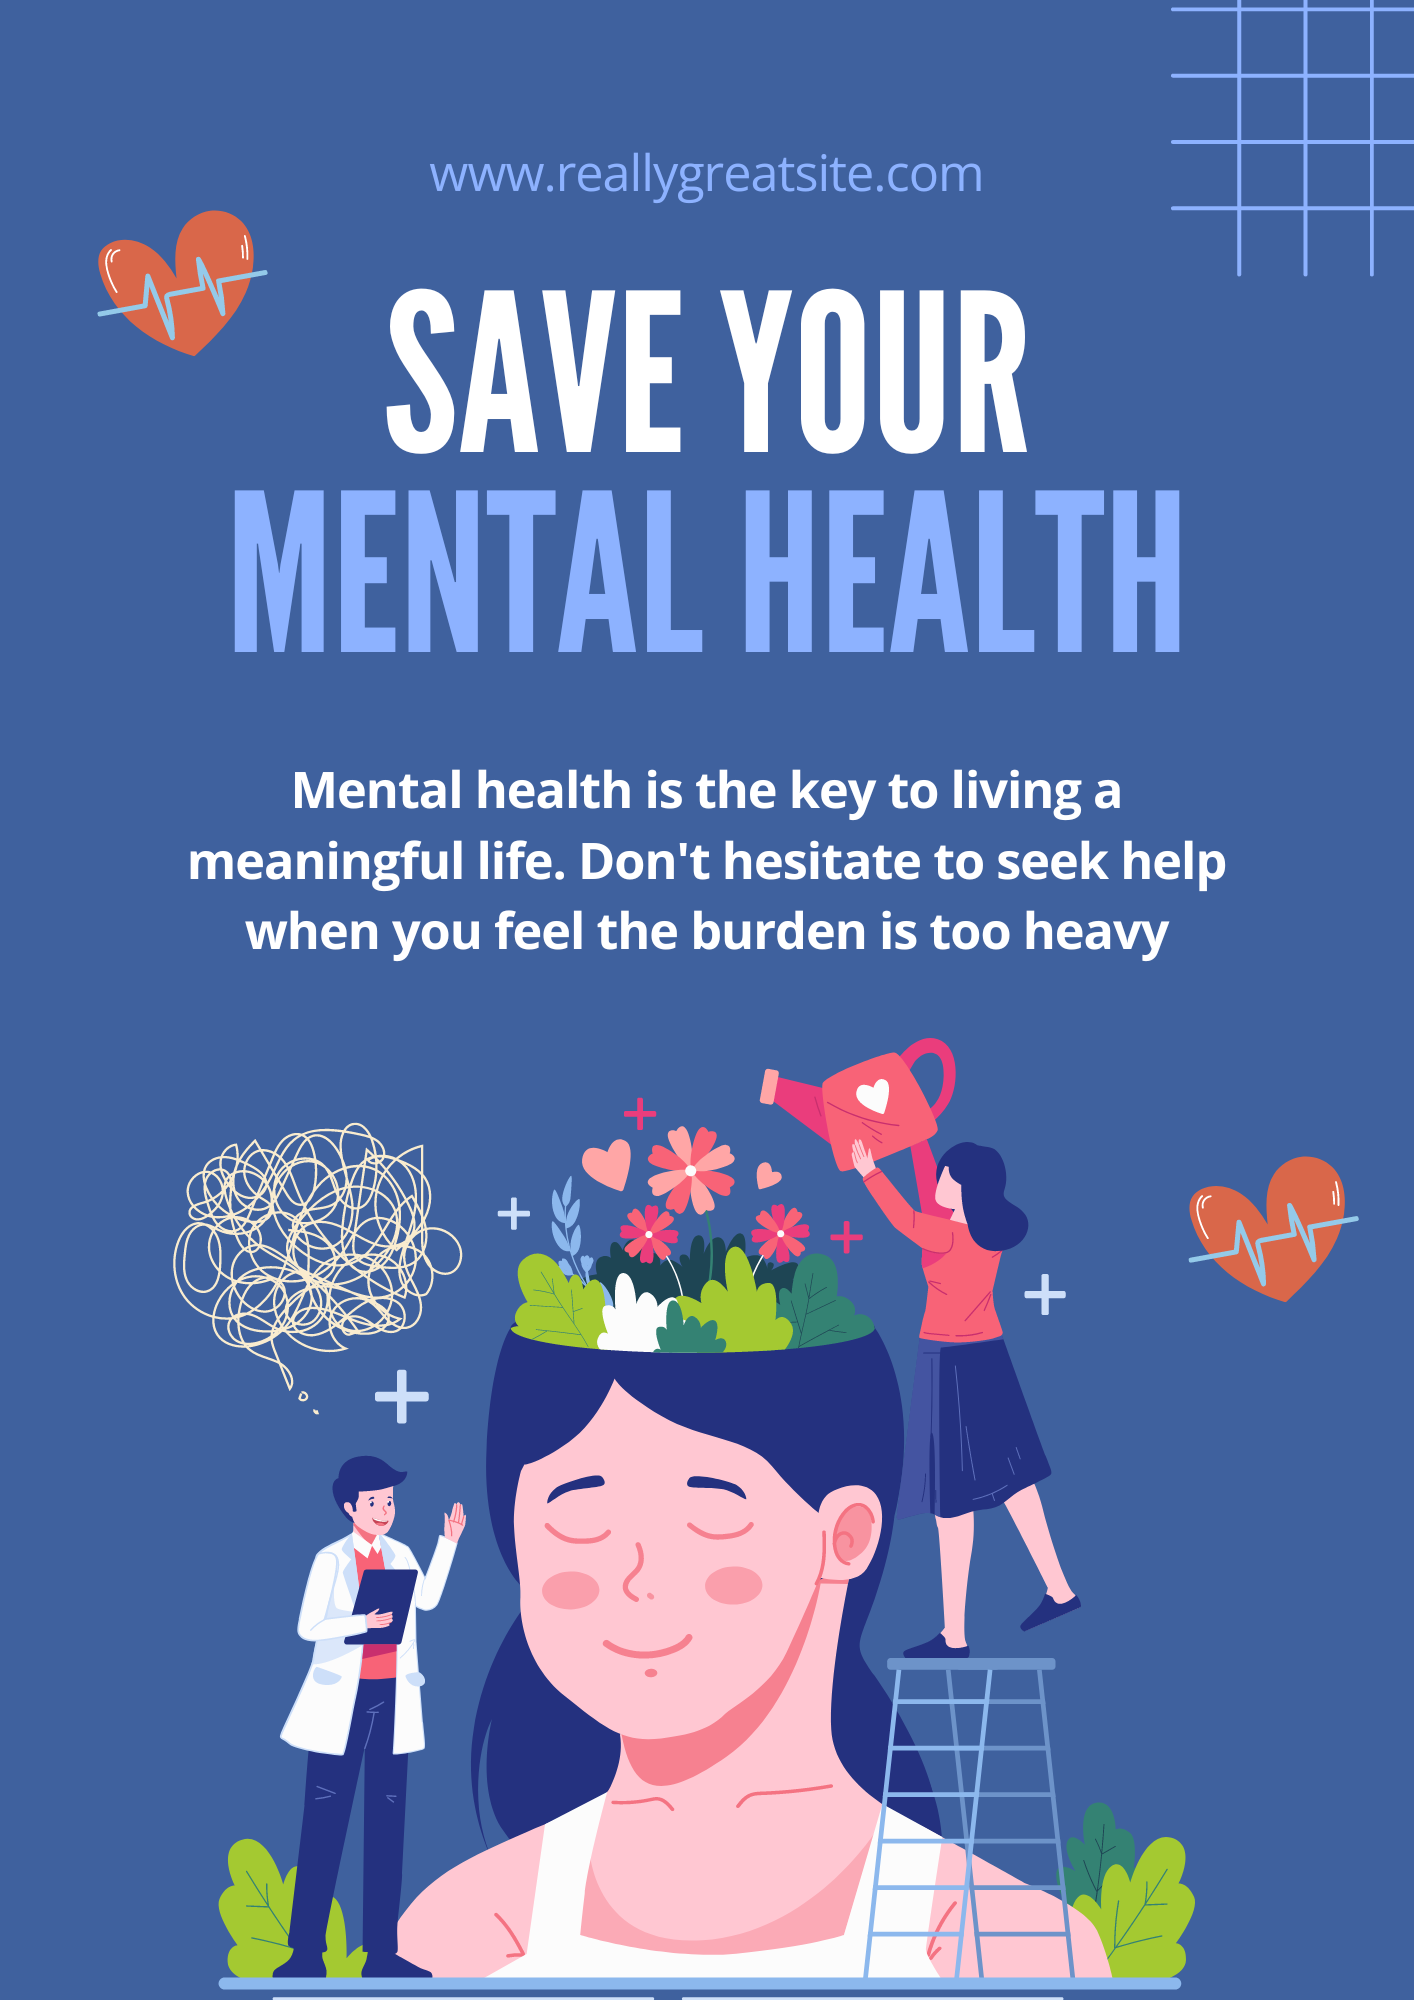 www.reallygreatsite.com
SAVE YOUR
MENTAL HEALTH
Mental health is the key to living a
meaningful life. Don't hesitate to seek help
when you feel the burden is too heavy